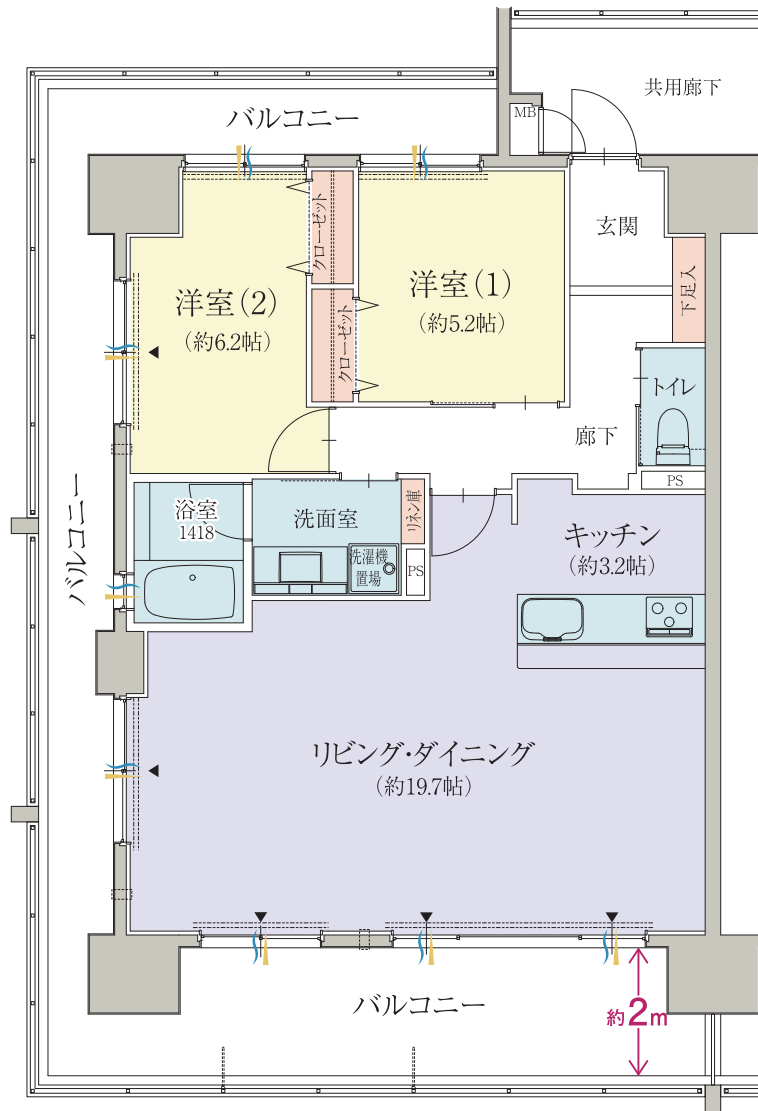 共用廊下
MB
バルコニー
玄関
クローゼット
洋室(2)
(約6.2帖)
洋室(1)
(約5.2帖)
下足入
クローゼット
トイレ
廊下
PS
浴室
1418
洗面室
リネン庫
キッチン
(約3.2帖)
洗濯機
置場
PS
バルコニー
リビング・ダイニング
(約19.7帖)
バルコニー
約2m